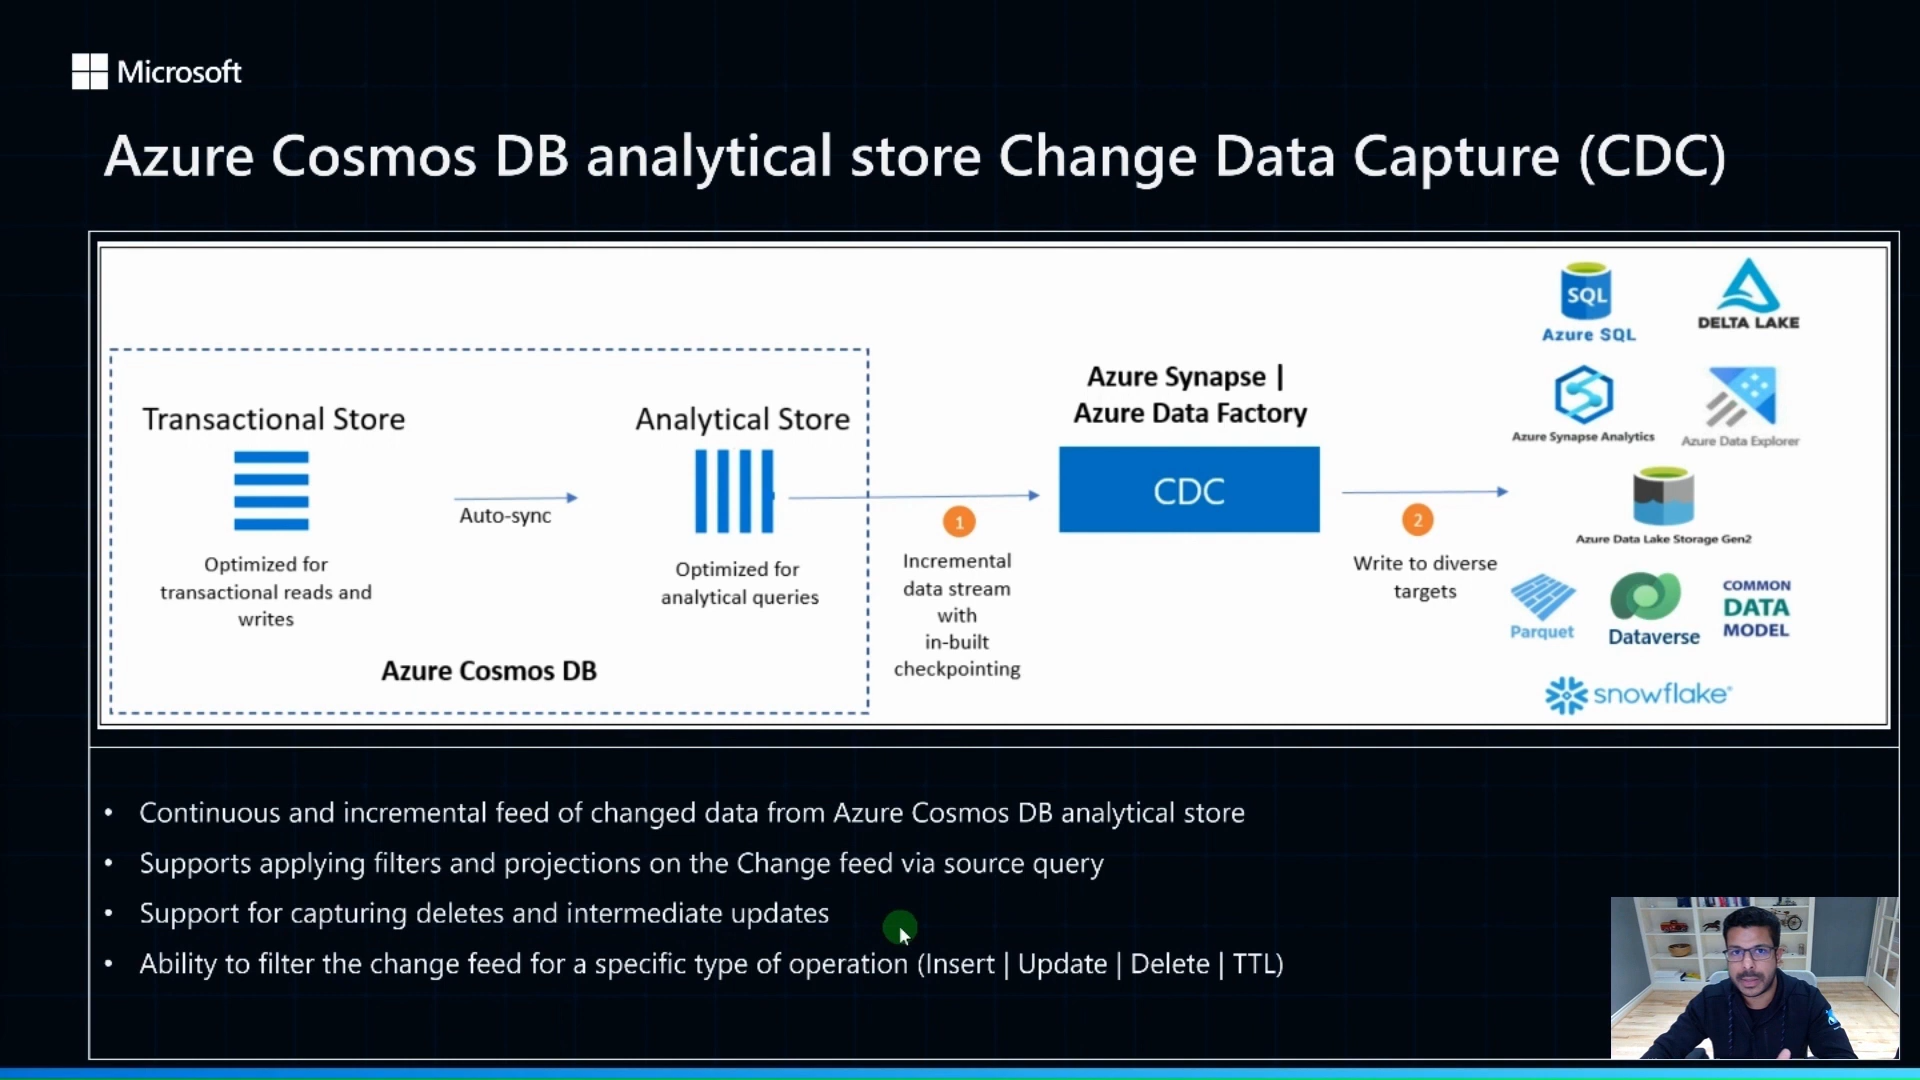 Microsoft
Azure Cosmos DB analytical store Change Data Capture (CDC)
Transactional Store
Optimized for
transactional reads and
writes
Auto-sync
Analytical Store
Optimized for
analytical queries
Azure Cosmos DB
1
Incremental
data stream
with
in-built
checkpointing
Azure Synapse |
Azure Data Factory
CDC
2
Write to diverse
targets
SQL
Azure SQL
DELTA LAKE
Azure Synapse Analytics
Azure Data Explorer
Azure Data Lake Storage Gen2
Parquet
Dataverse
COMMON
DATA
MODEL
snowflake®
• Continuous and incremental feed of changed data from Azure Cosmos DB analytical store
• Supports applying filters and projections on the Change feed via source query
• Support for capturing deletes and intermediate updates
• Ability to filter the change feed for a specific type of operation (Insert | Update | Delete | TTL)